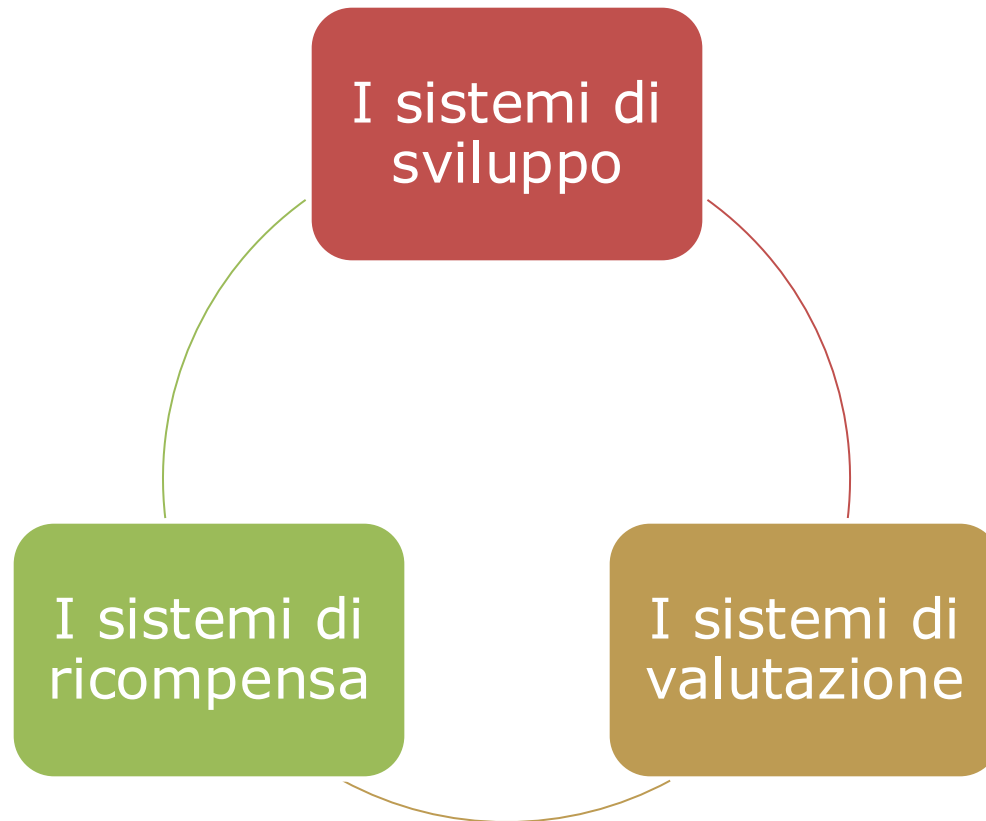 I sistemi di
sviluppo
I sistemi di
ricompensa
I sistemi di
valutazione